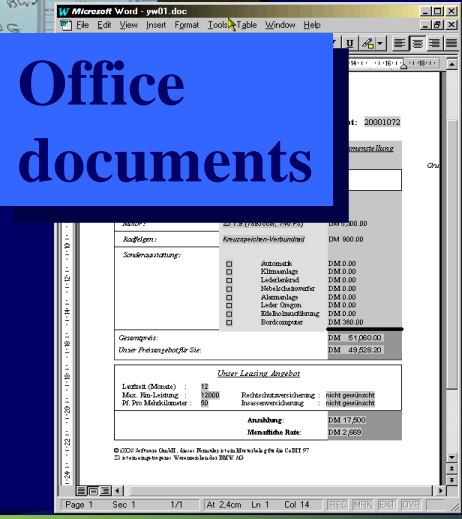 Microsoft Word - yw01.doc
File Edit View Insert Format Tools Table Window Help
Office
documents
20001072
Motor :
Radfelgen : Kreuzspeichen-Verbundrad DM 900.00
Sonderausstattung:
Automatik DM 0.00
Klimaanlage DM 0.00
Lederlenkrad DM 0.00
Nebelscheinwerfer DM 0.00
Alarmanlage DM 0.00
Leder Oregon DM 0.00
Edelholzausführung DM 0.00
Bordcomputer DM 360.00
Gesamtpreis: DM 51,060.00
Unser Preisangebot für Sie: DM 49,528.20
Unser Leasing Angebot
Laufzeit (Monate) : 12
Max. Km-Leistung : 12000 Rechtsschutzversicherung : nicht gewünscht
Pf. Pro Mehrkilometer : 50 Insassenversicherung : nicht gewünscht
Anzahlung: DM 17,500
Monatliche Rate: DM 2,669
Page 1 Sec 1 1/1 At 2,4cm Ln 1 Col 14 REC MRK EXT OVR